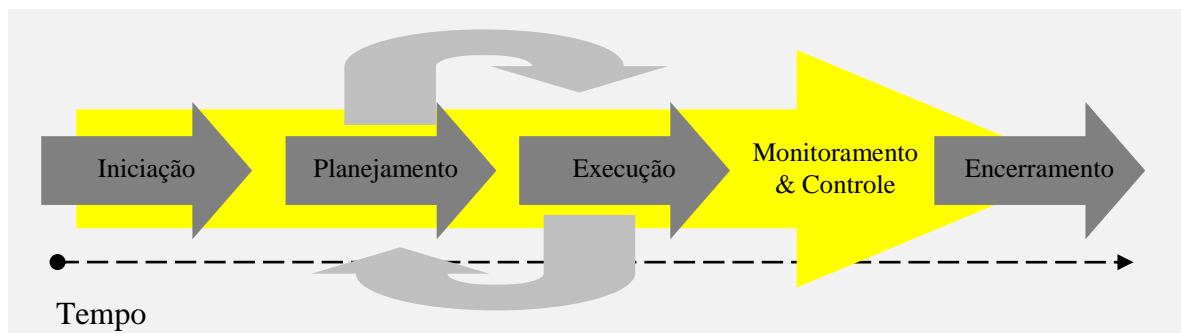 Iniciação
Planejamento
Execução
Monitoramento
& Controle
Encerramento
Tempo